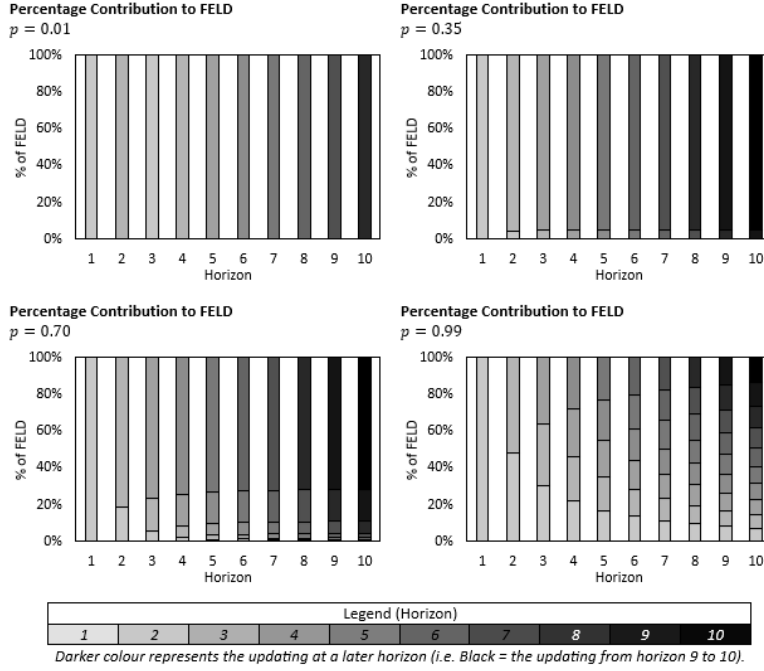 Percentage Contribution to FELD
p = 0.01
100%
80%
60%
40%
20%
0%
% of FELD
1 2 3 4 5 6 7 8 9 10
Horizon
Percentage Contribution to FELD
p = 0.35
100%
80%
60%
40%
20%
0%
% of FELD
1 2 3 4 5 6 7 8 9 10
Horizon
Percentage Contribution to FELD
p = 0.70
100%
80%
60%
40%
20%
0%
% of FELD
1 2 3 4 5 6 7 8 9 10
Horizon
Percentage Contribution to FELD
p = 0.99
100%
80%
60%
40%
20%
0%
% of FELD
1 2 3 4 5 6 7 8 9 10
Horizon
Legend (Horizon)
1 2 3 4 5 6 7 8 9 10
Darker colour represents the updating at a later horizon (i.e. Black = the updating from horizon 9 to 10).